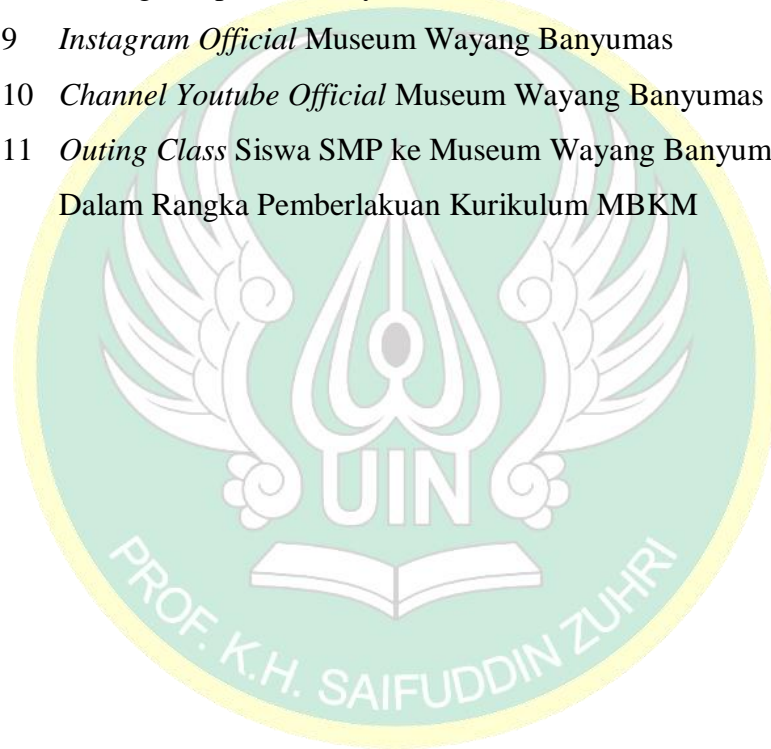 9 Instagram Official Museum Wayang Banyumas
10 Channel Youtube Official Museum Wayang Banyumas
11 Outing Class Siswa SMP ke Museum Wayang Banyum
Dalam Rangka Pemberlakuan Kurikulum MBKM
UIN
PROF. K.H. SAIFUDDIN ZUHRI